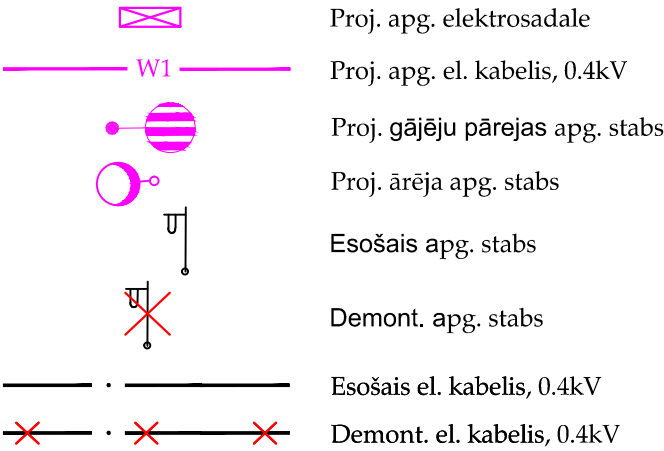 Proj. apg. elektrosadale
W1 Proj. apg. el. kabelis, 0.4kV
Proj. gājēju pārejas apg. stabs
Proj. ārēja apg. stabs
Esošais apg. stabs
Demont. apg. stabs
Esošais el. kabelis, 0.4kV
Demont. el. kabelis, 0.4kV